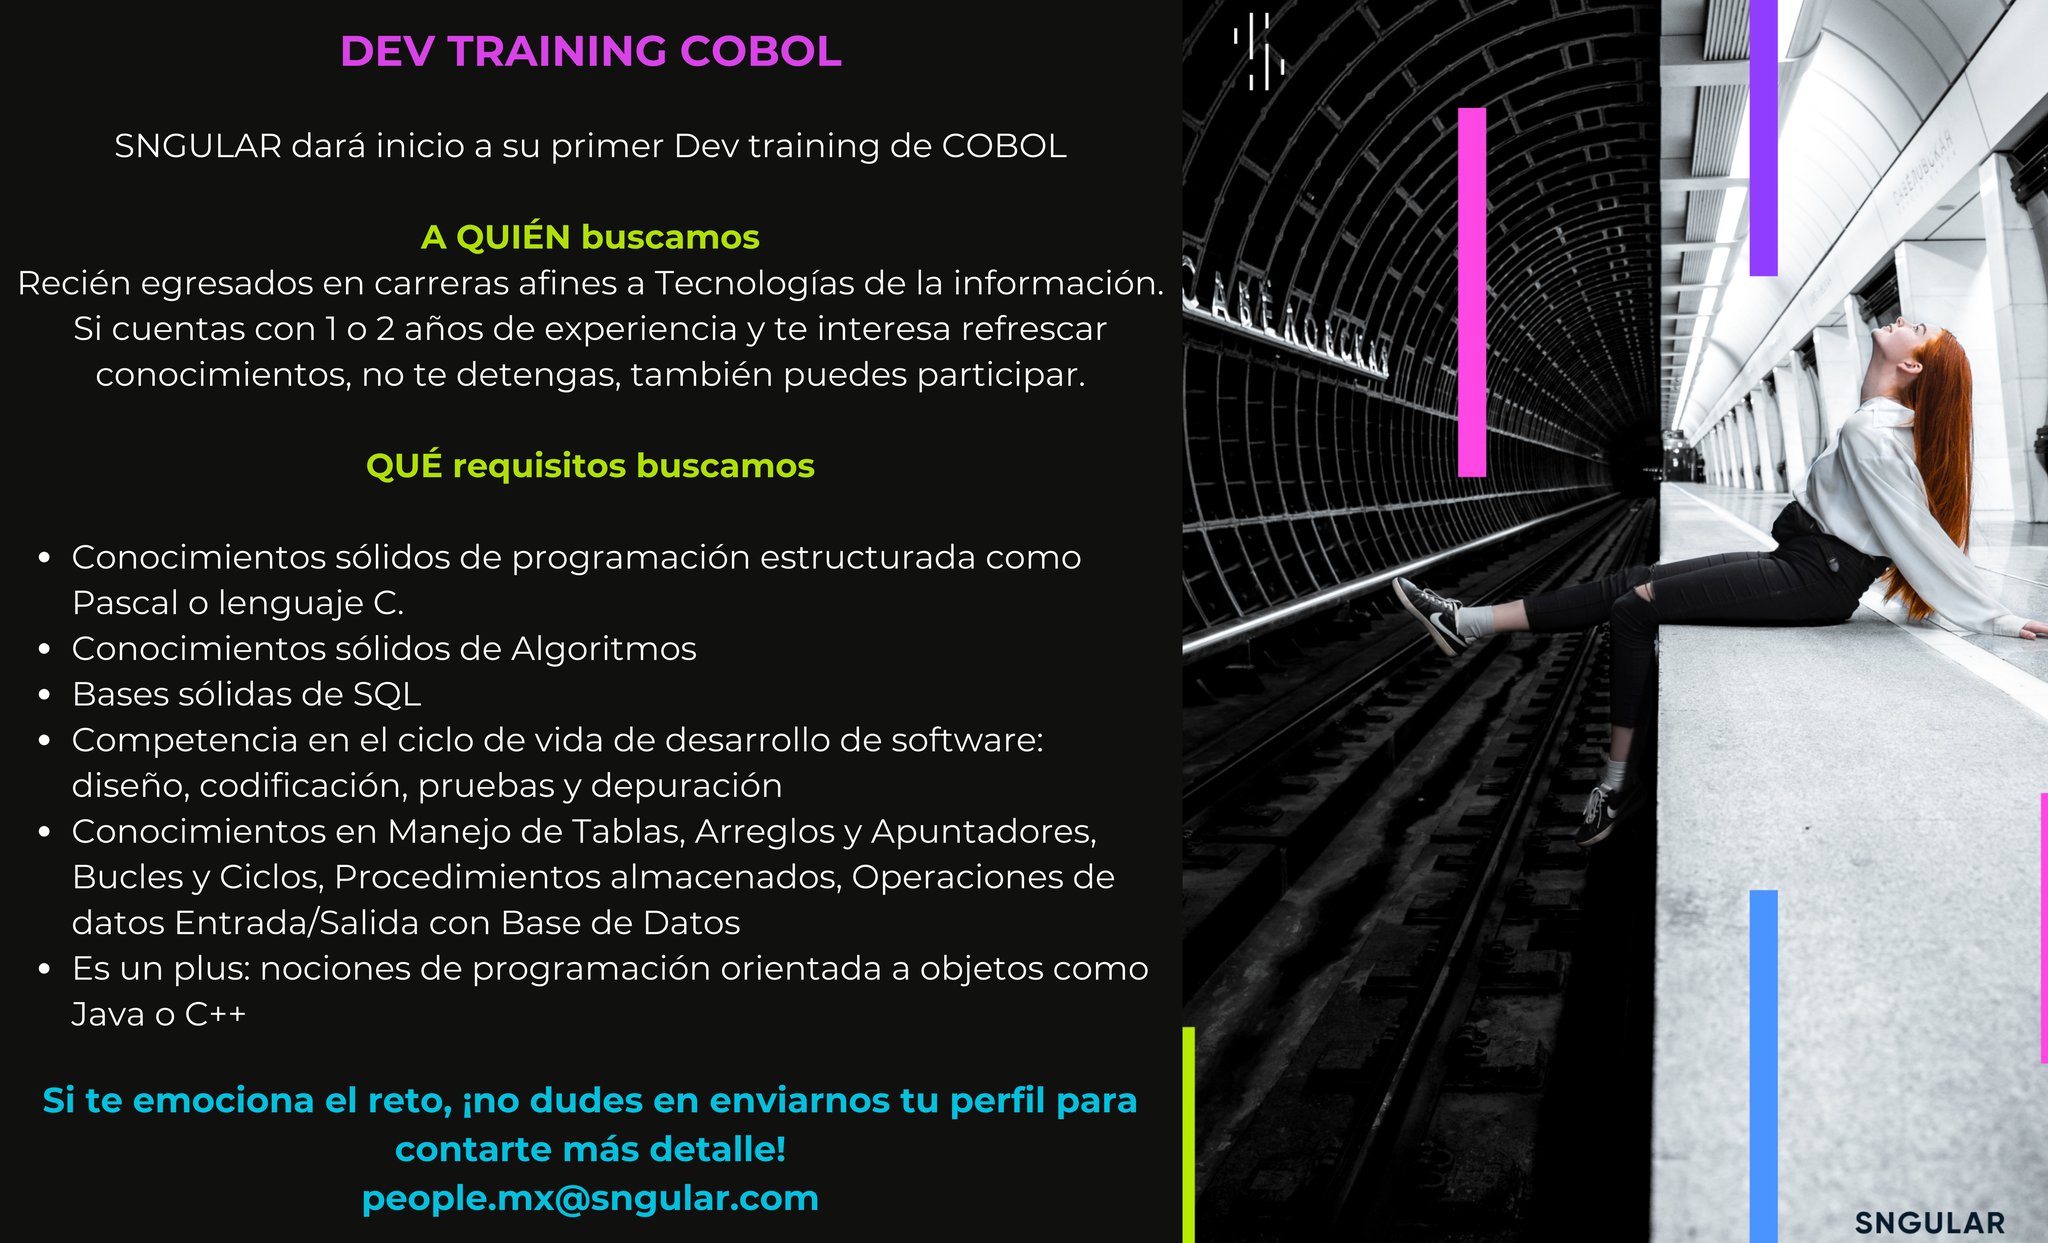 DEV TRAINING COBOL
SNGULAR dará inicio a su primer Dev training de COBOL
A QUIÉN buscamos
Recién egresados en carreras afines a Tecnologías de la información.
Si cuentas con 1 o 2 años de experiencia y te interesa refrescar
conocimientos, no te detengas, también puedes participar.
QUÉ requisitos buscamos
• Conocimientos sólidos de programación estructurada como
Pascal o lenguaje C.
• Conocimientos sólidos de Algoritmos
• Bases sólidas de SQL
• Competencia en el ciclo de vida de desarrollo de software:
diseño, codificación, pruebas y depuración
• Conocimientos en Manejo de Tablas, Arreglos y Apuntadores,
Bucles y Ciclos, Procedimientos almacenados, Operaciones de
datos Entrada/Salida con Base de Datos
• Es un plus: nociones de programación orientada a objetos como
Java o C++
Si te emociona el reto, ¡no dudes en enviarnos tu perfil para
contarte más detalle!
people.mx@sngular.com
SNGULAR